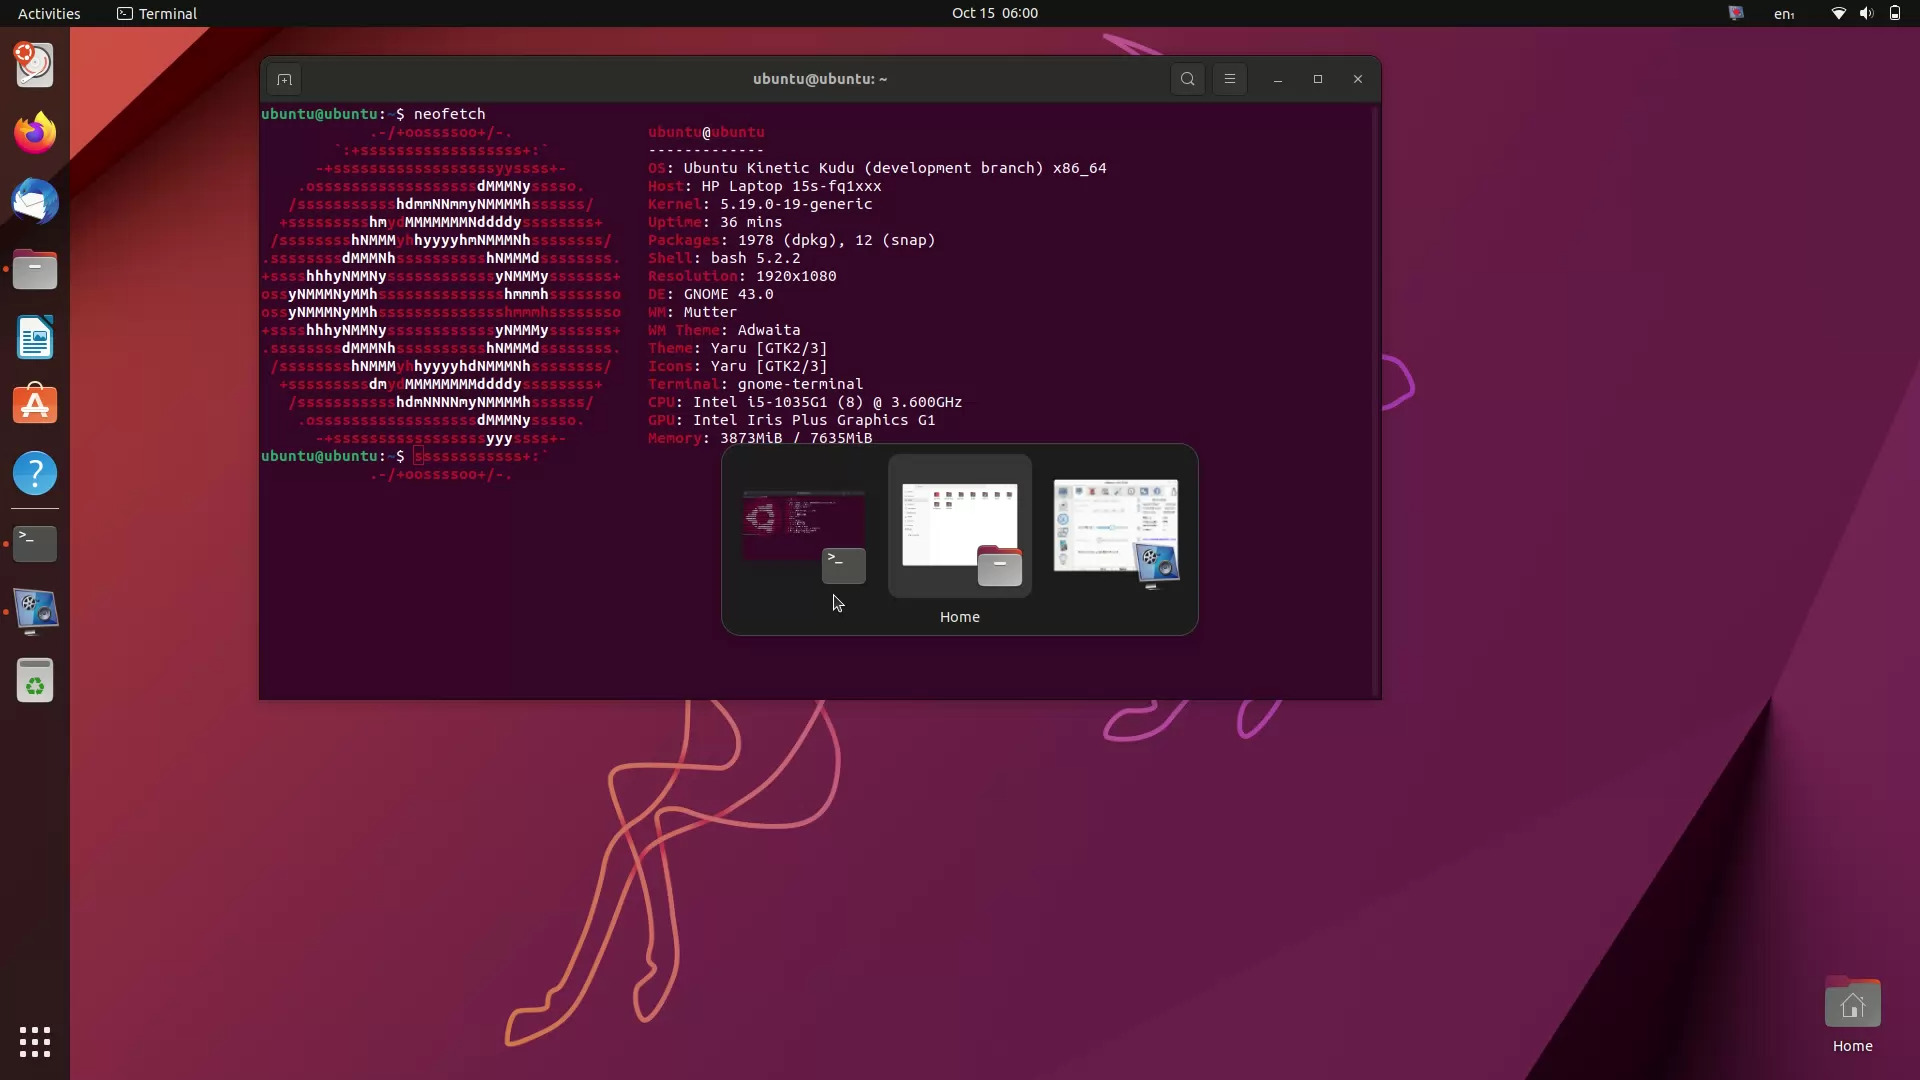 Activities
Terminal
Oct 15 06:00
en₁
ubuntu@ubuntu: ~
ubuntu@ubuntu:~$ neofetch
.-/+oossssoo+/-.
`:+ssssssssssssssssss+:`
-+ssssssssssssssssssyyssss+-
.ossssssssssssssssssdMMMNysssso.
/ssssssssssshdmmNNmmyNMMMMhssssss/
+ssssssssshmydMMMMMMMNddddyssssssss+
/sssssssshNMMMyhhyyyyhmNMMMNhssssssss/
.ssssssssdMMMNhsssssssssshNMMMdssssssss.
+sssshhhyNMMNyssssssssssssyNMMMysssssss+
ossyNMMMNyMMhsssssssssssssshmmmhssssssso
ossyNMMMNyMMhsssssssssssssshmmmhssssssso
+sssshhhyNMMNyssssssssssssyNMMMysssssss+
.ssssssssdMMMNhsssssssssshNMMMdssssssss.
/sssssssshNMMMyhhyyyyhdNMMMNhssssssss/
+sssssssssdmydMMMMMMMMddddyssssssss+
/ssssssssssshdmNNNNmyNMMMMhssssss/
.ossssssssssssssssssdMMMNysssso.
-+sssssssssssssssssyyyssss+-
ubuntu@ubuntu:~$ ssssssssssss+:`
.-/+oossssoo+/-.
ubuntu@ubuntu
-------------
OS: Ubuntu Kinetic Kudu (development branch) x86_64
Host: HP Laptop 15s-fq1xxx
Kernel: 5.19.0-19-generic
Uptime: 36 mins
Packages: 1978 (dpkg), 12 (snap)
Shell: bash 5.2.2
Resolution: 1920x1080
DE: GNOME 43.0
WM: Mutter
WM Theme: Adwaita
Theme: Yaru [GTK2/3]
Icons: Yaru [GTK2/3]
Terminal: gnome-terminal
CPU: Intel i5-1035G1 (8) @ 3.600GHz
GPU: Intel Iris Plus Graphics G1
Memory: 3873MiB / 7635MiB
Home
Home